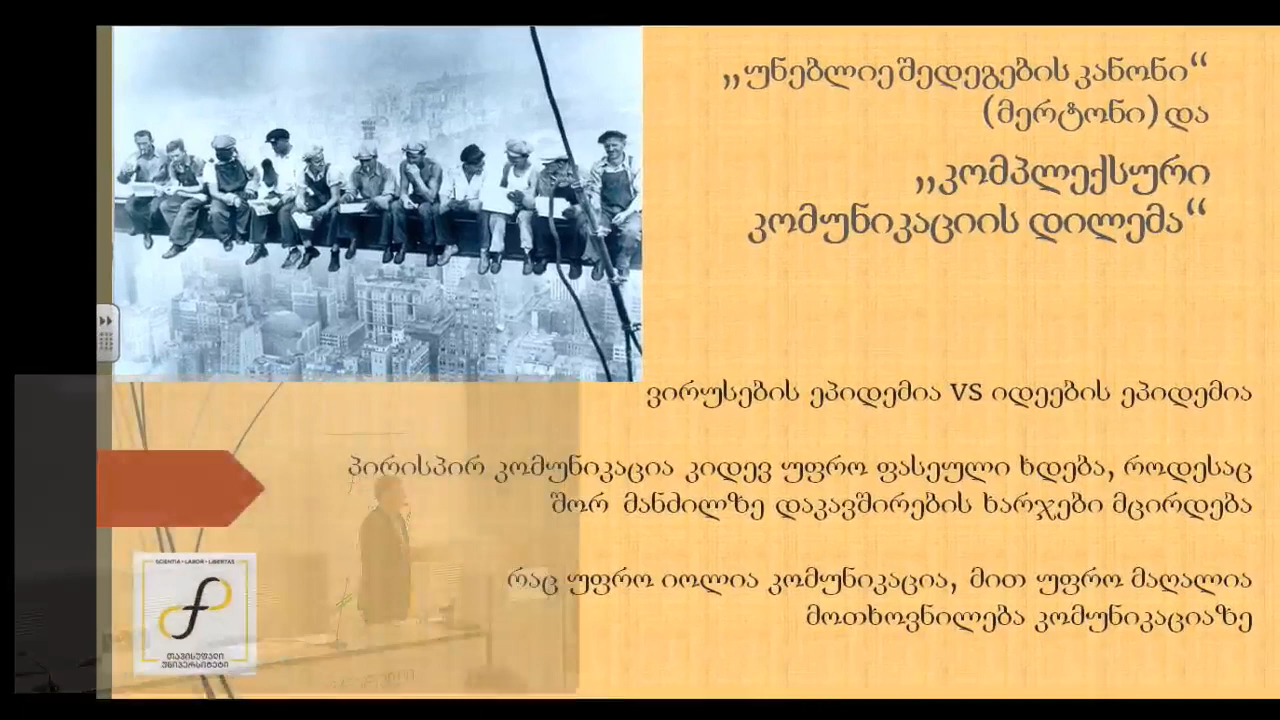 „უნებლიე შედეგების კანონი“
(მერტონი) და
„კომპლექსური
კომუნიკაციის დილემა“
ვირუსების ეპიდემია VS იდეების ეპიდემია
პირისპირ კომუნიკაცია კიდევ უფრო ფასეული ხდება, როდესაც
შორ მანძილზე დაკავშირების ხარჯები მცირდება
რაც უფრო იოლია კომუნიკაცია, მით უფრო მაღალია
მოთხოვნილება კომუნიკაციაზე
SCIENTIA • LABOR • LIBERTAS
თავისუფალი
უნივერსიტეტი